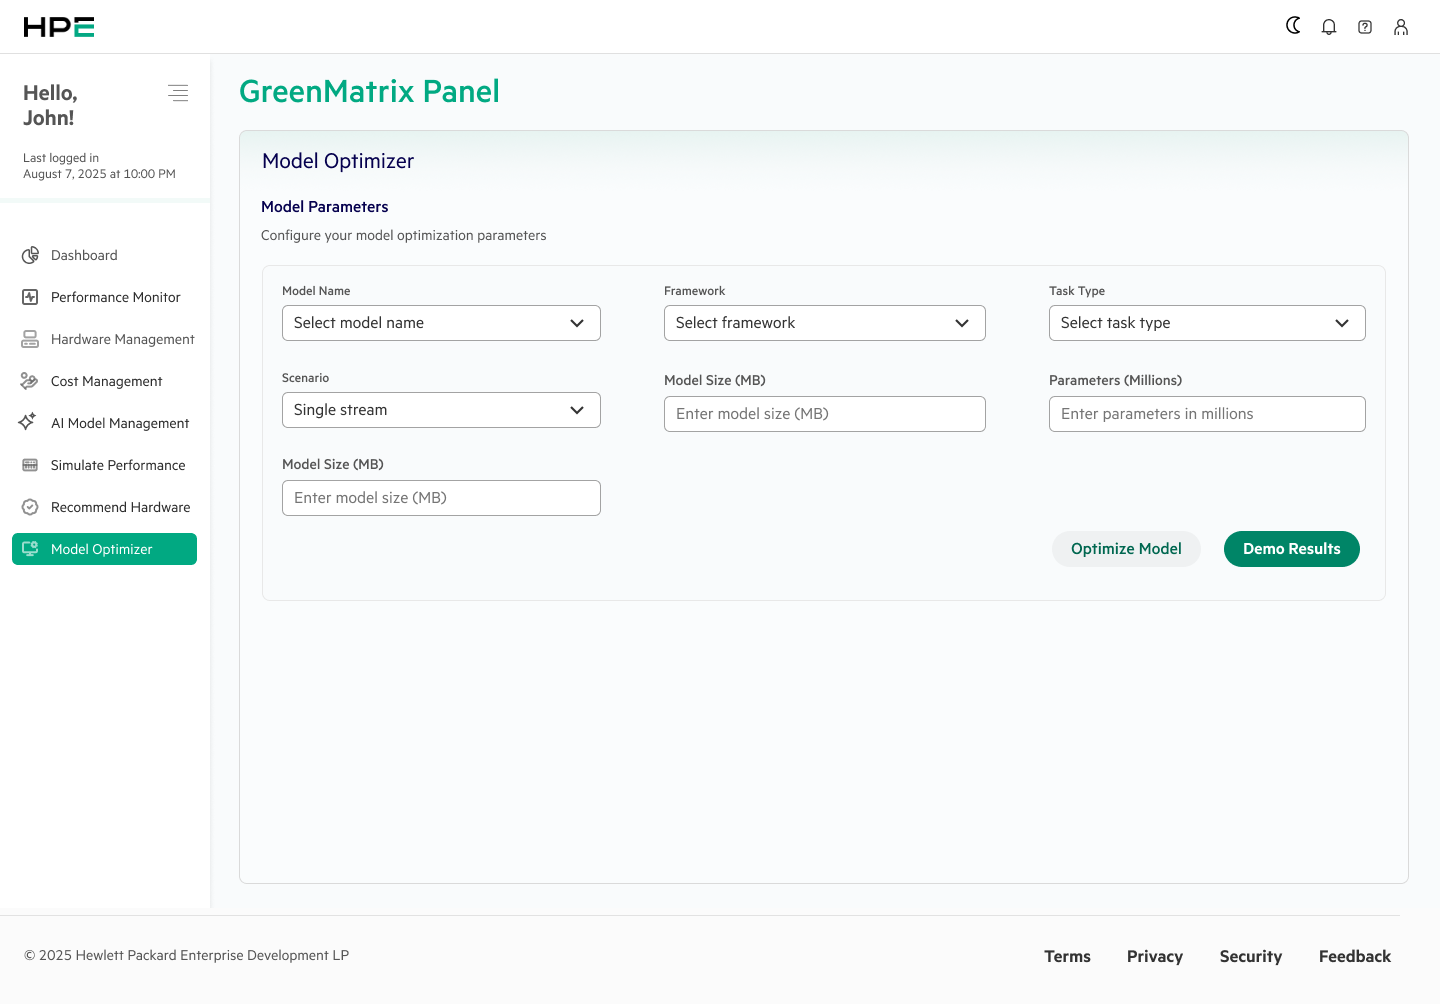 HPE
Hello,
John!
Last logged in
August 7, 2025 at 10:00 PM
Dashboard
Performance Monitor
Hardware Management
Cost Management
AI Model Management
Simulate Performance
Recommend Hardware
Model Optimizer
GreenMatrix Panel
Model Optimizer
Model Parameters
Configure your model optimization parameters
Model Name
Select model name
Framework
Select framework
Task Type
Select task type
Scenario
Single stream
Model Size (MB)
Enter model size (MB)
Parameters (Millions)
Enter parameters in millions
Model Size (MB)
Enter model size (MB)
Optimize Model
Demo Results
© 2025 Hewlett Packard Enterprise Development LP
Terms
Privacy
Security
Feedback